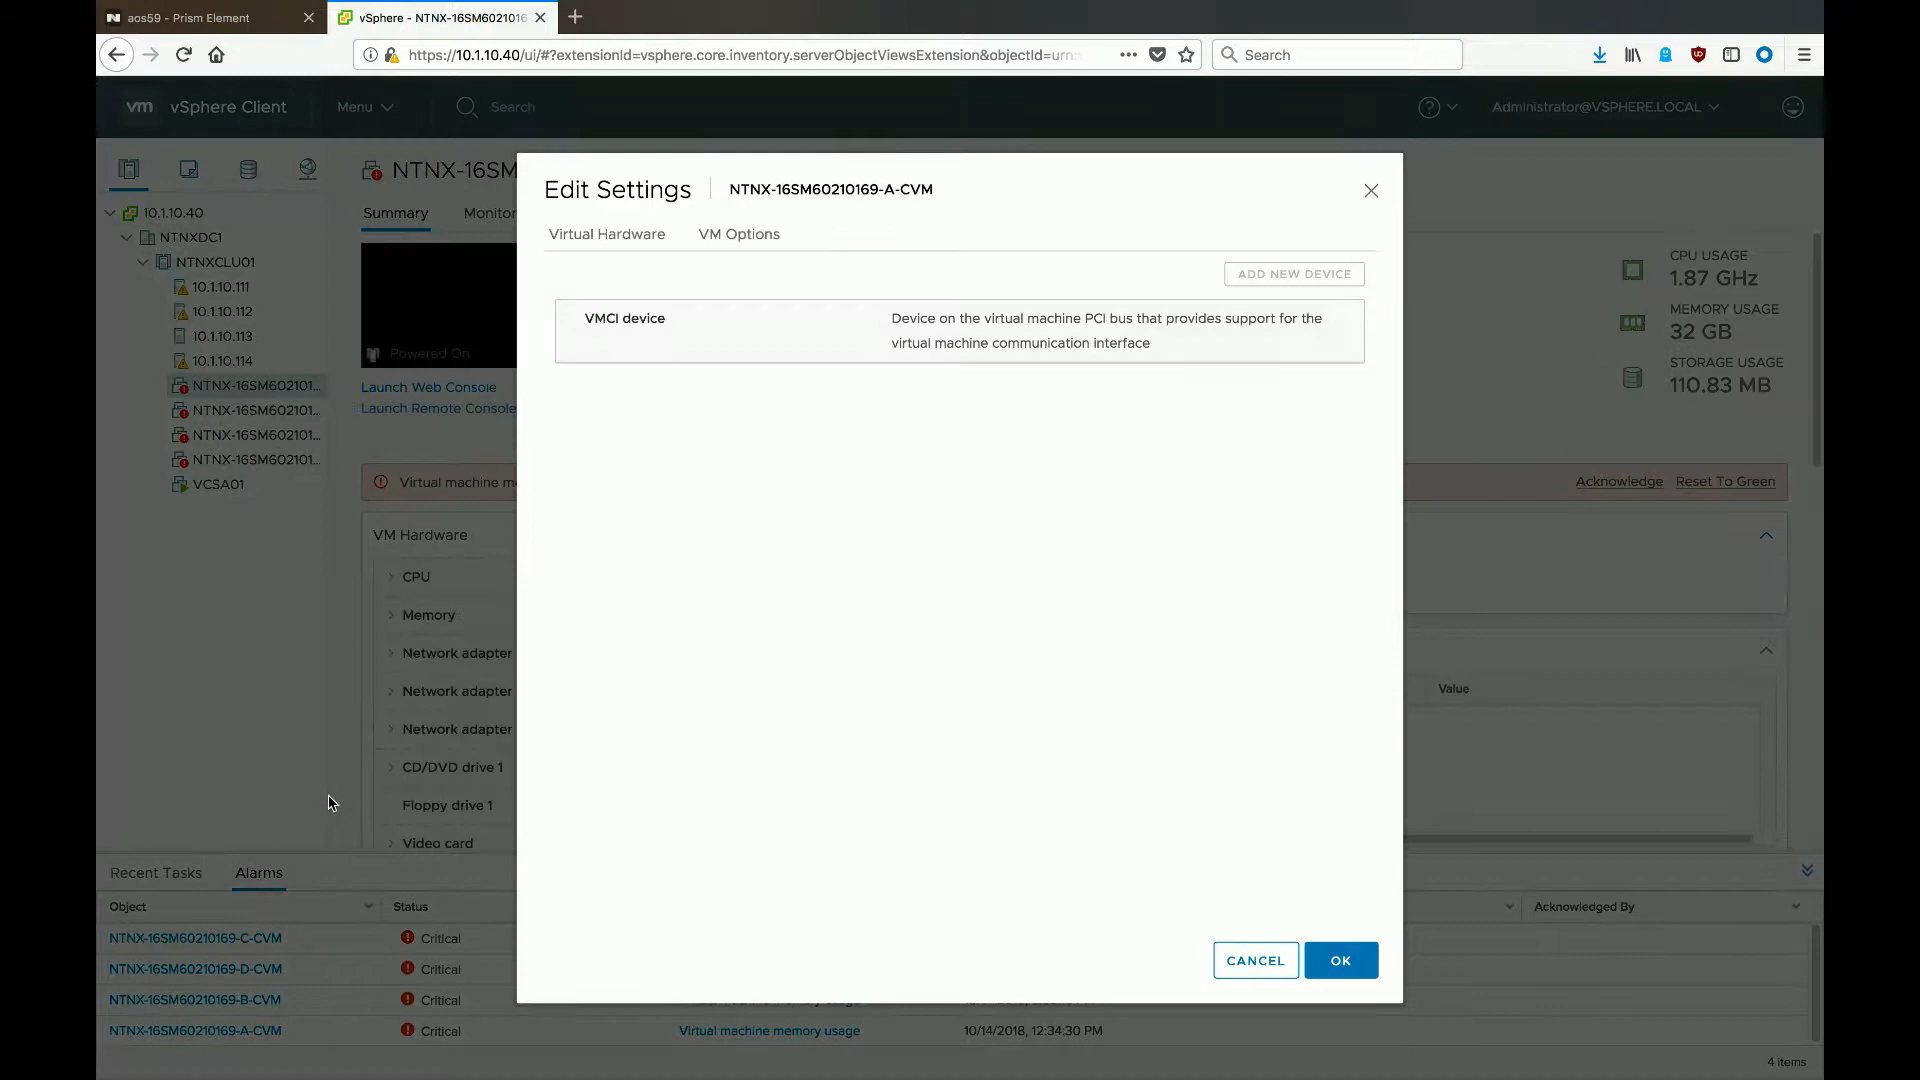 aos59 - Prism Element
vSphere - NTNX-16SM6021016
https://10.1.10.40/ui/#?extensionId=vsphere.core.inventory.serverObjectViewsExtension&objectId=urn:
Search
vm vSphere Client
Menu
Search
Administrator@VSPHERE.LOCAL
10.1.10.40
NTNXDC1
NTNXCLU01
10.1.10.111
10.1.10.112
10.1.10.113
10.1.10.114
NTNX-16SM602101...
NTNX-16SM602101...
NTNX-16SM602101...
NTNX-16SM602101...
VCSA01
NTNX-16SM
Summary
Monitor
Powered On
Launch Web Console
Launch Remote Console
Virtual machine m
VM Hardware
CPU
Memory
Network adapter
Network adapter
Network adapter
CD/DVD drive 1
Floppy drive 1
Video card
Edit Settings
NTNX-16SM60210169-A-CVM
Virtual Hardware
VM Options
ADD NEW DEVICE
VMCI device
Device on the virtual machine PCI bus that provides support for the
virtual machine communication interface
CANCEL
OK
CPU USAGE
1.87 GHz
MEMORY USAGE
32 GB
STORAGE USAGE
110.83 MB
Acknowledge
Reset To Green
Value
Recent Tasks
Alarms
Object
Status
Acknowledged By
NTNX-16SM60210169-C-CVM
Critical
NTNX-16SM60210169-D-CVM
Critical
NTNX-16SM60210169-B-CVM
Critical
NTNX-16SM60210169-A-CVM
Critical
Virtual machine memory usage
10/14/2018, 12:34:30 PM
4 items